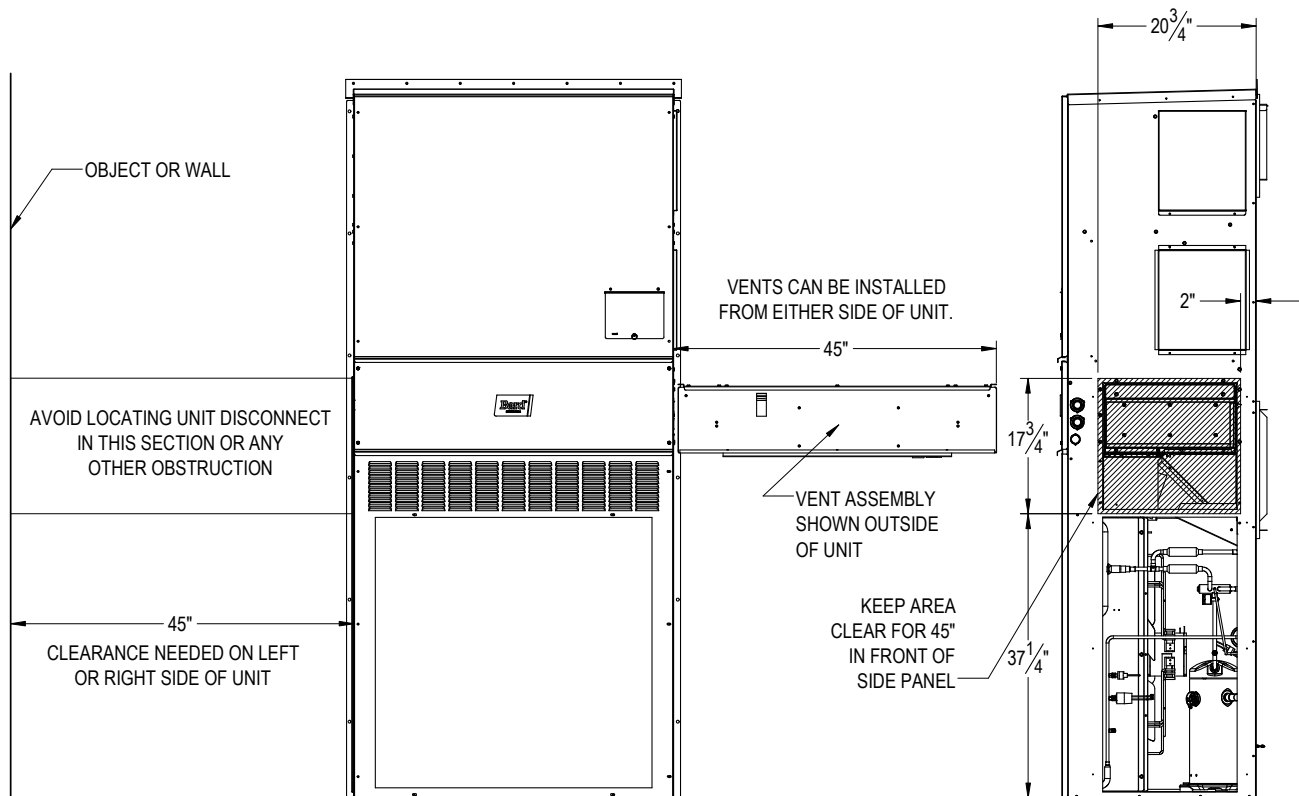 20 3/4"
OBJECT OR WALL
VENTS CAN BE INSTALLED
FROM EITHER SIDE OF UNIT.
2"
45"
Bard
AVOID LOCATING UNIT DISCONNECT
IN THIS SECTION OR ANY
OTHER OBSTRUCTION
17 3/4"
VENT ASSEMBLY
SHOWN OUTSIDE
OF UNIT
KEEP AREA
CLEAR FOR 45"
IN FRONT OF
SIDE PANEL
37 1/4"
45"
CLEARANCE NEEDED ON LEFT
OR RIGHT SIDE OF UNIT